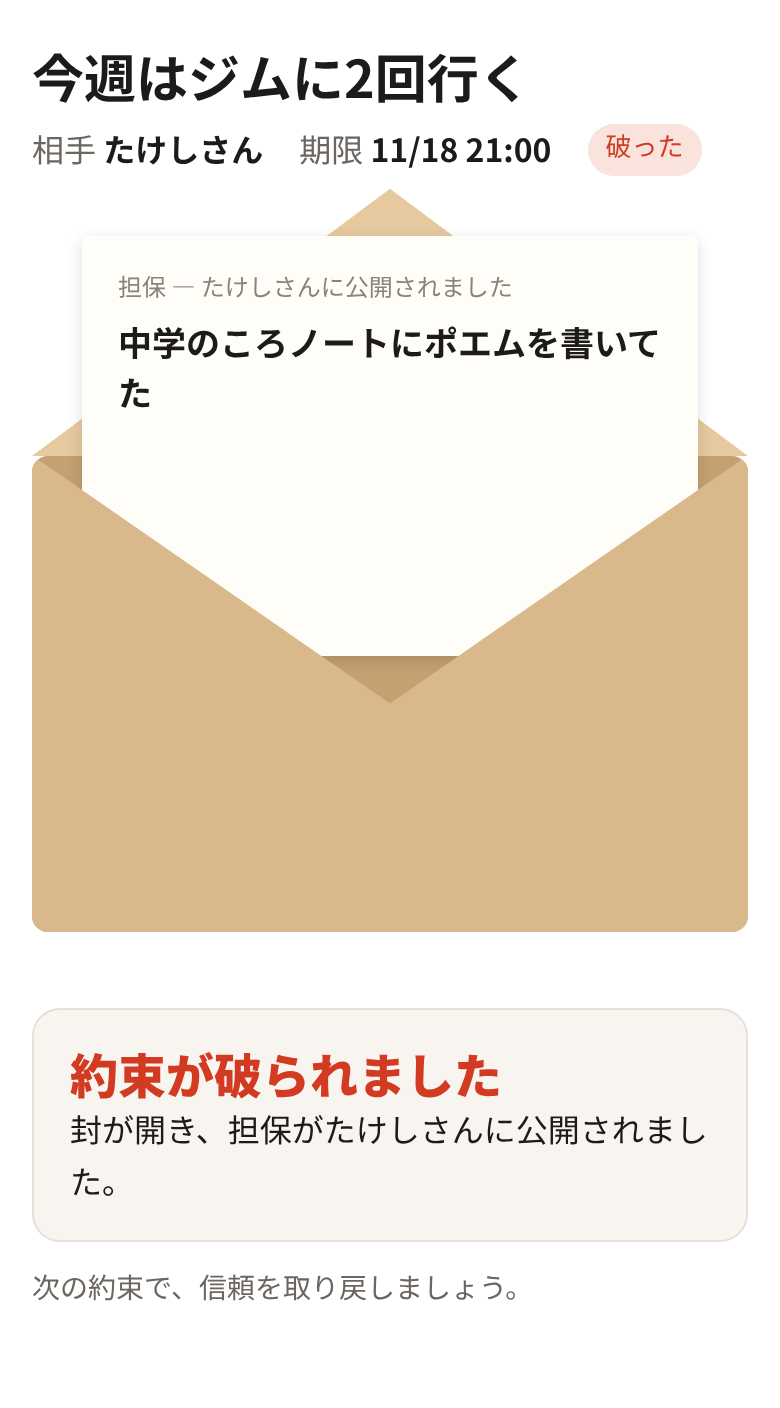 今週はジムに2回行く
相手 たけしさん 期限 11/18 21:00 破った
担保 — たけしさんに公開されました
中学のころノートにポエムを書いて
た
約束が破られました
封が開き、担保がたけしさんに公開されまし
た。
次の約束で、信頼を取り戻しましょう。